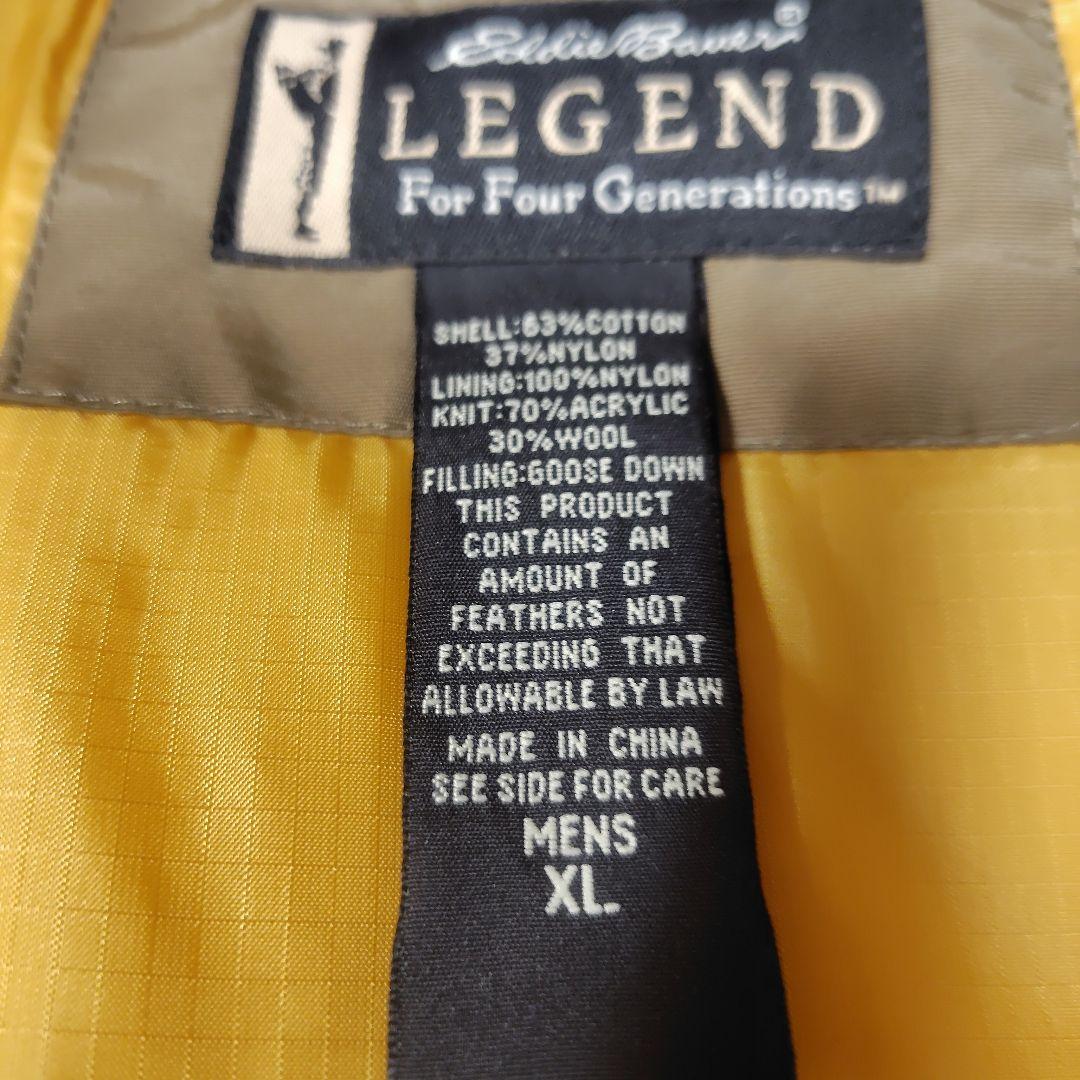 Eddie Bauer®
LEGEND
For Four Generations™
SHELL:63%COTTON
37%NYLON
LINING:100%NYLON
KNIT:70%ACRYLIC
30%WOOL
FILLING:GOOSE DOWN
THIS PRODUCT
CONTAINS AN
AMOUNT OF
FEATHERS NOT
EXCEEDING THAT
ALLOWABLE BY LAW
MADE IN CHINA
SEE SIDE FOR CARE
MENS
XL.